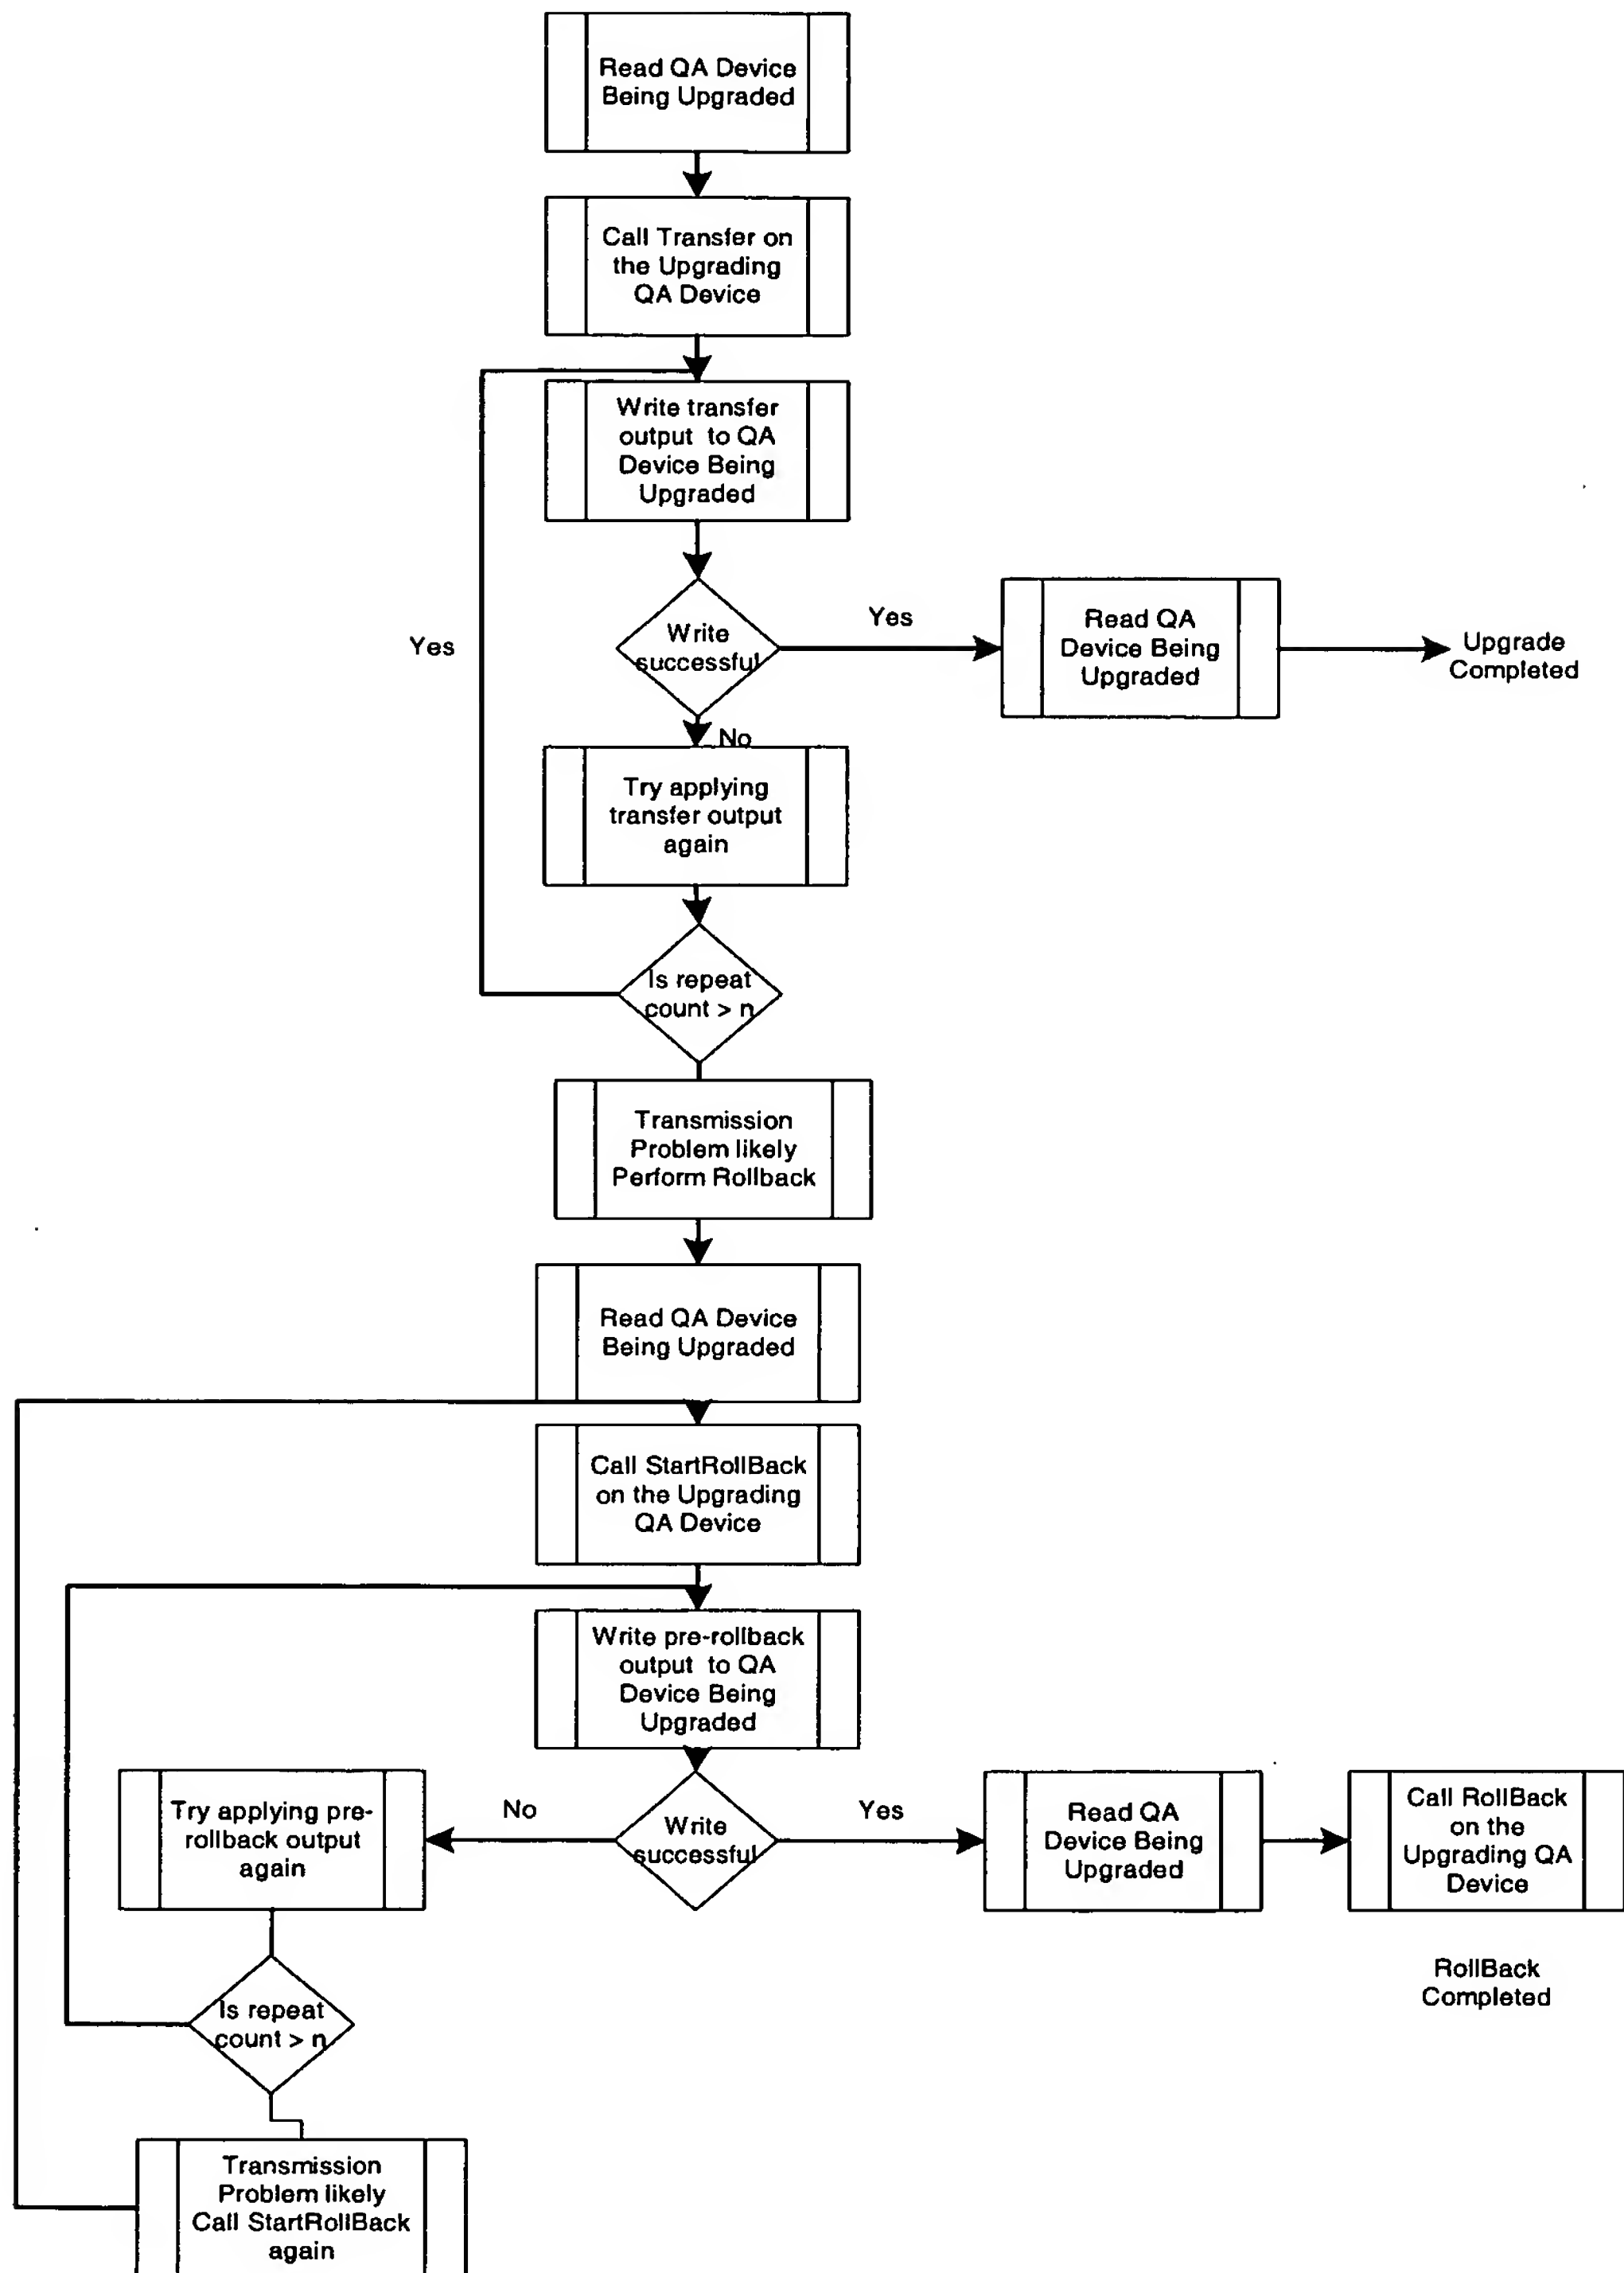 Read QA Device
Being Upgraded
Call Transfer on
the Upgrading
QA Device
Write transfer
output to QA
Device Being
Upgraded
Yes
Write
successful
Yes
Read QA
Device Being
Upgraded
Upgrade
Completed
No
Try applying
transfer output
again
Is repeat
count > n
Transmission
Problem likely
Perform Rollback
Read QA Device
Being Upgraded
Call StartRollBack
on the Upgrading
QA Device
Write pre-rollback
output to QA
Device Being
Upgraded
Try applying pre-
rollback output
again
No
Write
successful
Yes
Read QA
Device Being
Upgraded
Call RollBack
on the
Upgrading QA
Device
RollBack
Completed
Is repeat
count > n
Transmission
Problem likely
Call StartRollBack
again